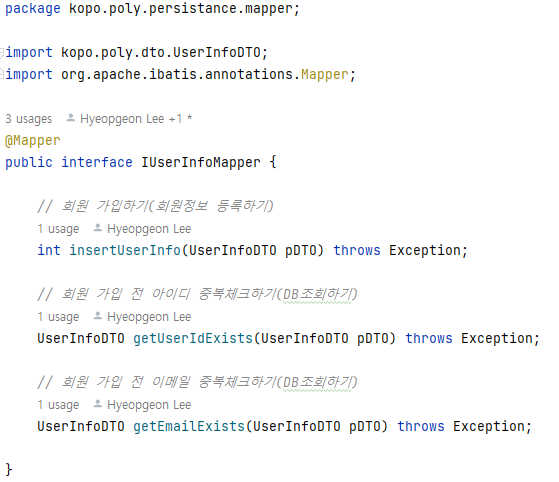 package kopo.poly.persistance.mapper;
import kopo.poly.dto.UserInfoDTO;
import org.apache.ibatis.annotations.Mapper;
3 usages Hyeopgeon Lee +1 *
@Mapper
public interface IUserInfoMapper {
// 회원 가입하기(회원정보 등록하기)
1 usage Hyeopgeon Lee
int insertUserInfo(UserInfoDTO pDTO) throws Exception;
// 회원 가입 전 아이디 중복체크하기(DB조회하기)
1 usage Hyeopgeon Lee
UserInfoDTO getUserIdExists(UserInfoDTO pDTO) throws Exception;
// 회원 가입 전 이메일 중복체크하기(DB조회하기)
1 usage Hyeopgeon Lee
UserInfoDTO getEmailExists(UserInfoDTO pDTO) throws Exception;
}